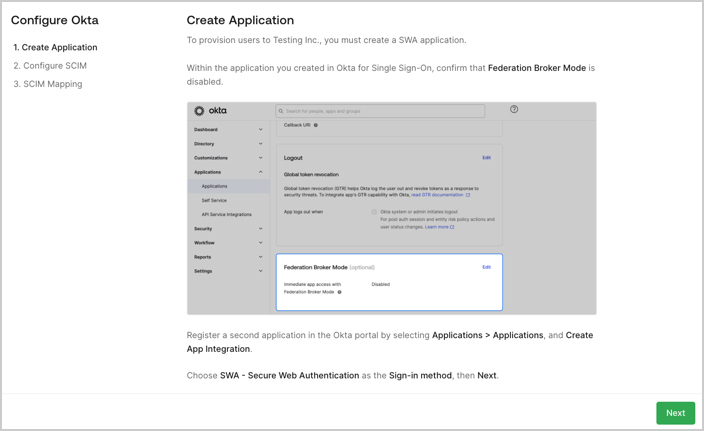 Configure Okta
1. Create Application
2. Configure SCIM
3. SCIM Mapping
Create Application
To provision users to Testing Inc., you must create a SWA application.
Within the application you created in Okta for Single Sign-On, confirm that Federation Broker Mode is
disabled.
okta
Search for people, apps and groups
Dashboard
Directory
Customizations
Applications
Applications
Self Service
API Service Integrations
Security
Workflow
Reports
Settings
Callback URI
Logout
Edit
Global token revocation
Global token revocation (GTR) helps Okta log the user out and revoke tokens as a response to
security threats. To integrate app's GTR capability with Okta, read GTR documentation
App logs out when
Okta system or admin initiates logout
For post auth session and entity risk policy actions and
user status changes. Learn more
Federation Broker Mode (optional)
Edit
Immediate app access with
Federation Broker Mode
Disabled
Register a second application in the Okta portal by selecting Applications > Applications, and Create
App Integration.
Choose SWA - Secure Web Authentication as the Sign-in method, then Next.
Next